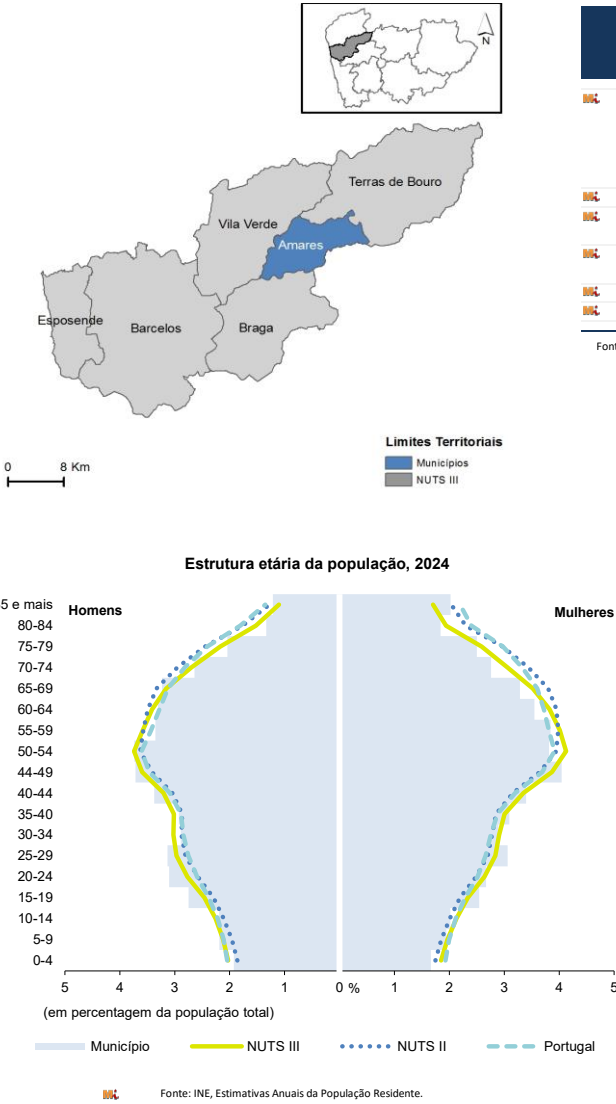 N
Terras de Bouro
Vila Verde
Amares
Esposende
Barcelos
Braga
Font
0 8 Km
Limites Territoriais
Municípios
NUTS III
Estrutura etária da população, 2024
Homens
Mulheres
5 e mais
80-84
75-79
70-74
65-69
60-64
55-59
50-54
44-49
40-44
35-40
30-34
25-29
20-24
15-19
10-14
5-9
0-4
5 4 3 2 1 0 % 1 2 3 4 5
(em percentagem da população total)
Município NUTS III NUTS II Portugal
Fonte: INE, Estimativas Anuais da População Residente.